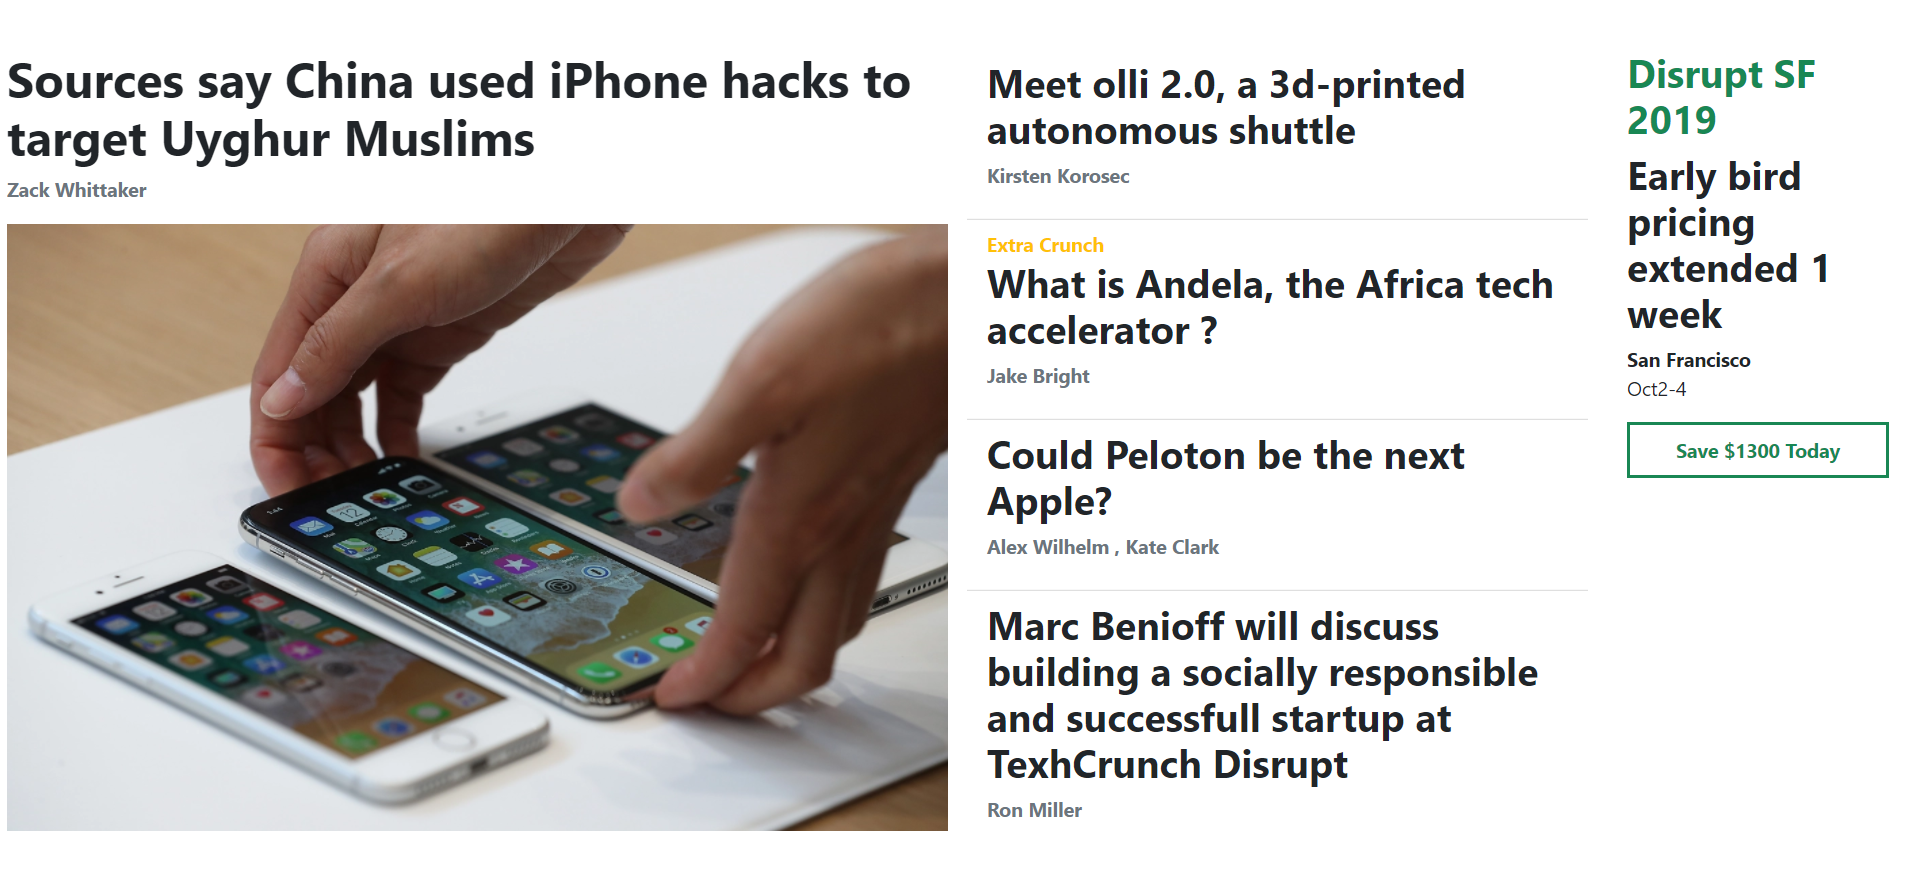 Sources say China used iPhone hacks to
target Uyghur Muslims
Zack Whittaker
Meet olli 2.0, a 3d-printed
autonomous shuttle
Kirsten Korosec
Extra Crunch
What is Andela, the Africa tech
accelerator ?
Jake Bright
Could Peloton be the next
Apple?
Alex Wilhelm , Kate Clark
Marc Benioff will discuss
building a socially responsible
and successfull startup at
TexhCrunch Disrupt
Ron Miller
Disrupt SF
2019
Early bird
pricing
extended 1
week
San Francisco
Oct2-4
Save $1300 Today